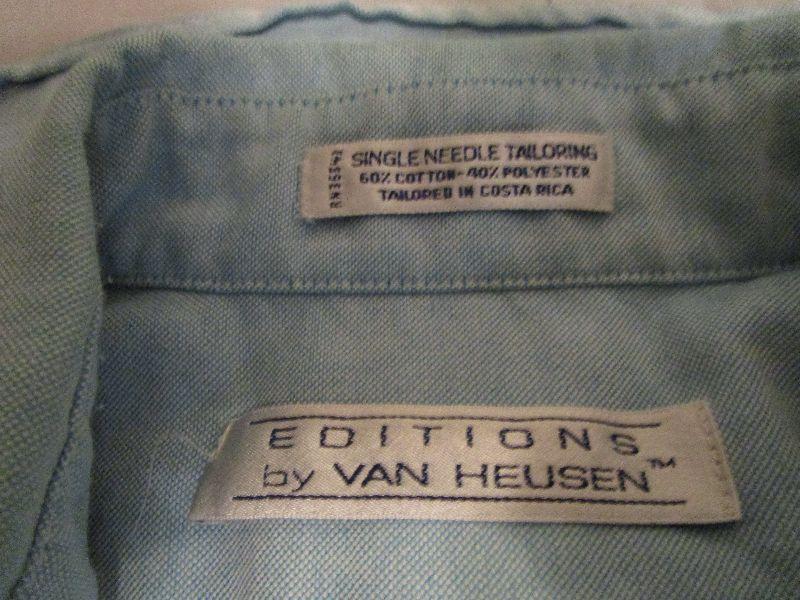 SINGLE NEEDLE TAILORING
60% COTTON-40% POLYESTER
TAILORED IN COSTA RICA
EDITIONS
by VAN HEUSEN™